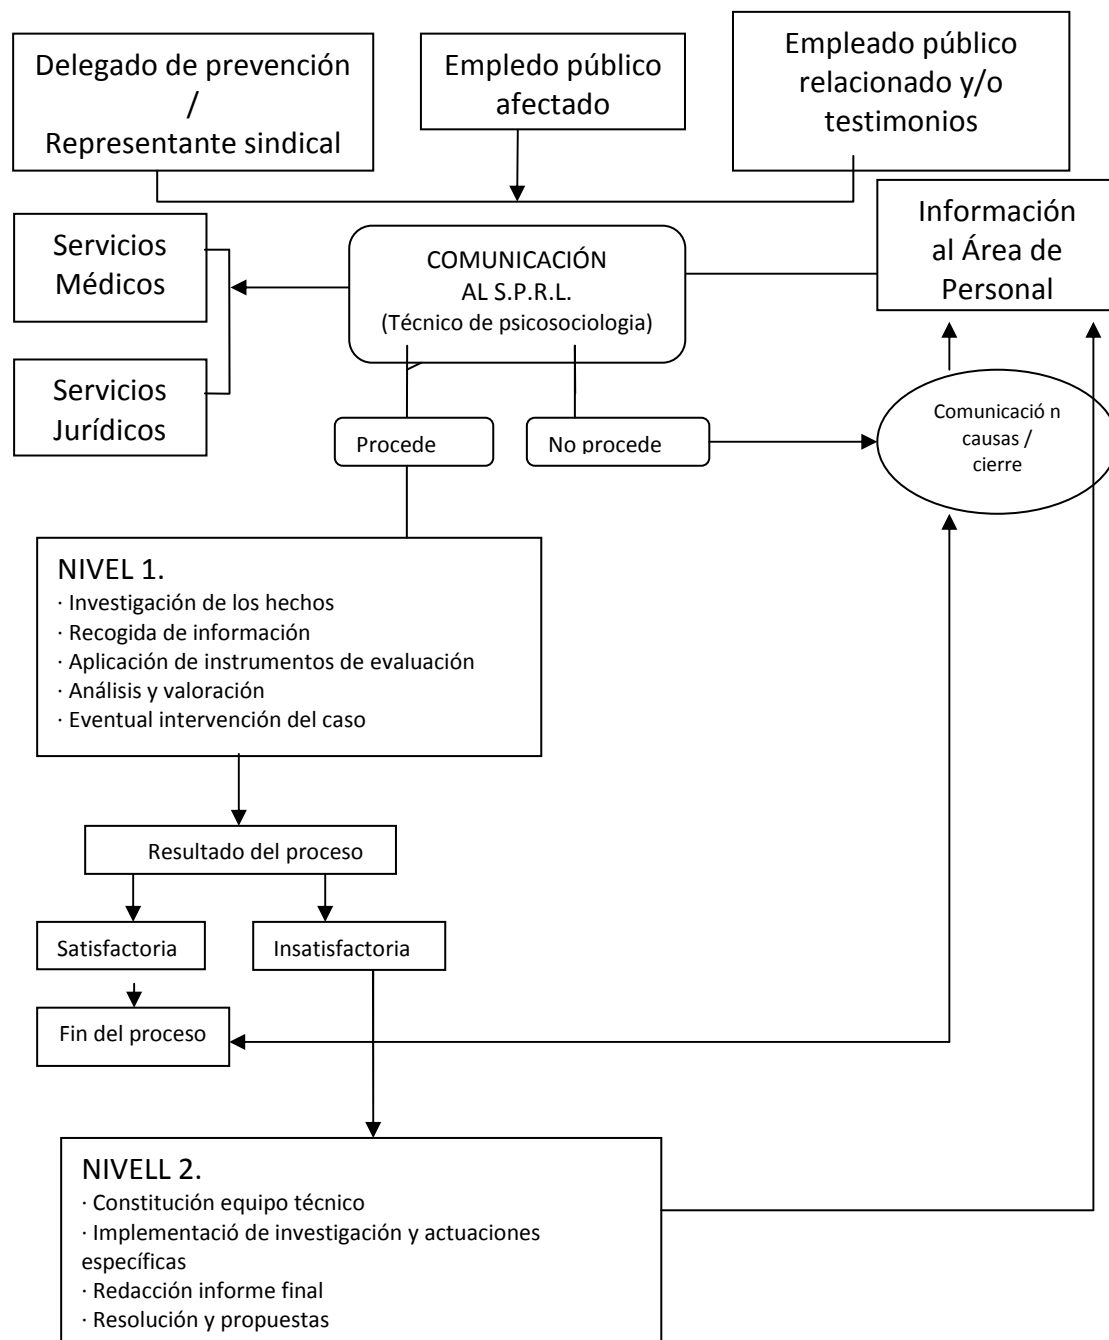 Delegado de prevención
/
Representante sindical
Empledo público
afectado
Empleado público
relacionado y/o
testimonios
Servicios
Médicos
COMUNICACIÓN
AL S.P.R.L.
(Técnico de psicosociologia)
Información
al Área de
Personal
Servicios
Jurídicos
Procede
No procede
Comunicació n
causas /
cierre
NIVEL 1.
· Investigación de los hechos
· Recogida de información
· Aplicación de instrumentos de evaluación
· Análisis y valoración
· Eventual intervención del caso
Resultado del proceso
Satisfactoria
Insatisfactoria
Fin del proceso
NIVELL 2.
· Constitución equipo técnico
· Implementació de investigación y actuaciones
específicas
· Redacción informe final
· Resolución y propuestas